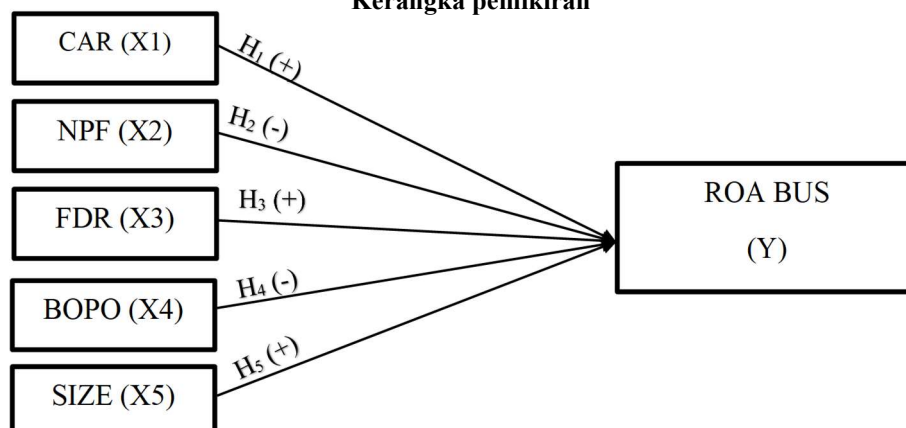 Kerangka pemikiran
CAR (X1)
H₁ (+)
NPF (X2)
H₂ (-)
FDR (X3)
H₃ (+)
BOPO (X4)
H₄ (-)
SIZE (X5)
H₅ (+)
ROA BUS
(Y)